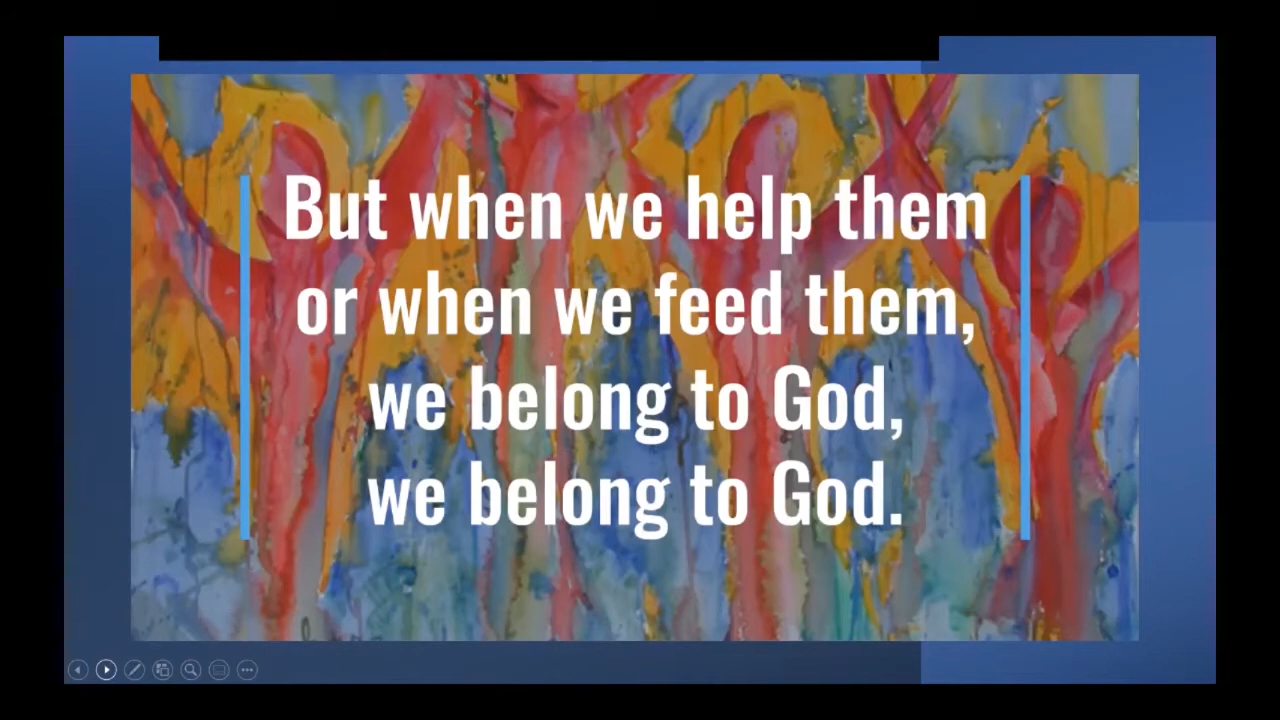 But when we help them
or when we feed them,
we belong to God,
we belong to God.